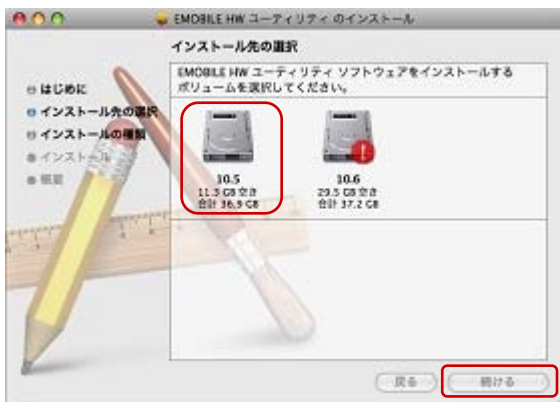 EMOBILE HW ユーティリティ のインストール
インストール先の選択
はじめに
インストール先の選択
インストールの種類
インストール
概要
EMOBILE HW ユーティリティ ソフトウェアをインストールする
ボリュームを選択してください。
10.5
11.3 GB 空き
合計 36.9 GB
10.6
29.5 GB 空き
合計 37.2 GB
戻る
続ける